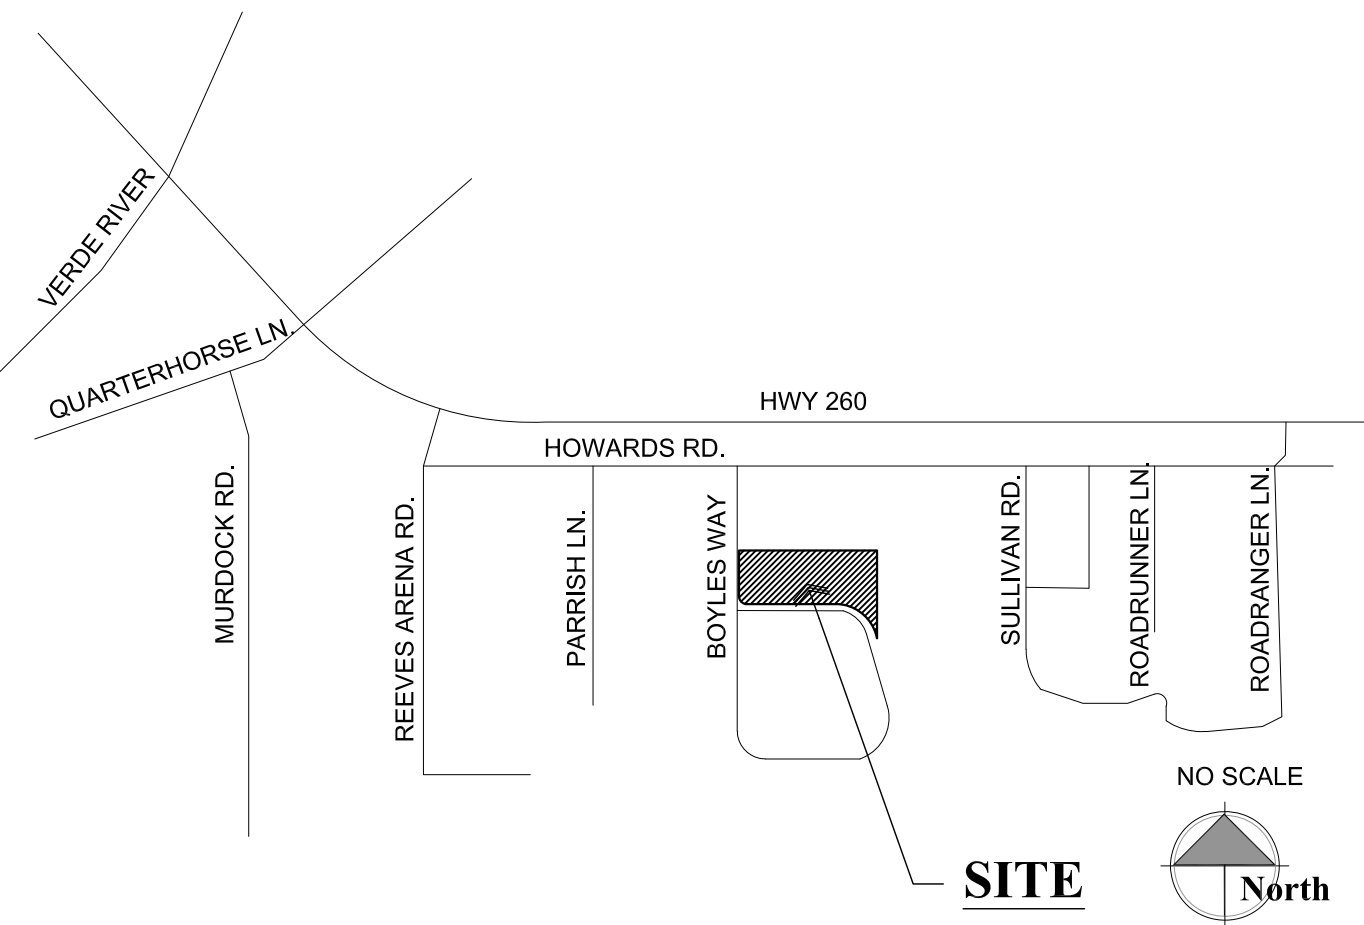 VERDE RIVER
QUARTERHORSE LN.
HWY 260
HOWARDS RD.
MURDOCK RD.
REEVES ARENA RD.
PARRISH LN.
BOYLES WAY
SULLIVAN RD.
ROADRUNNER LN.
ROADRANGER LN.
NO SCALE
SITE
North